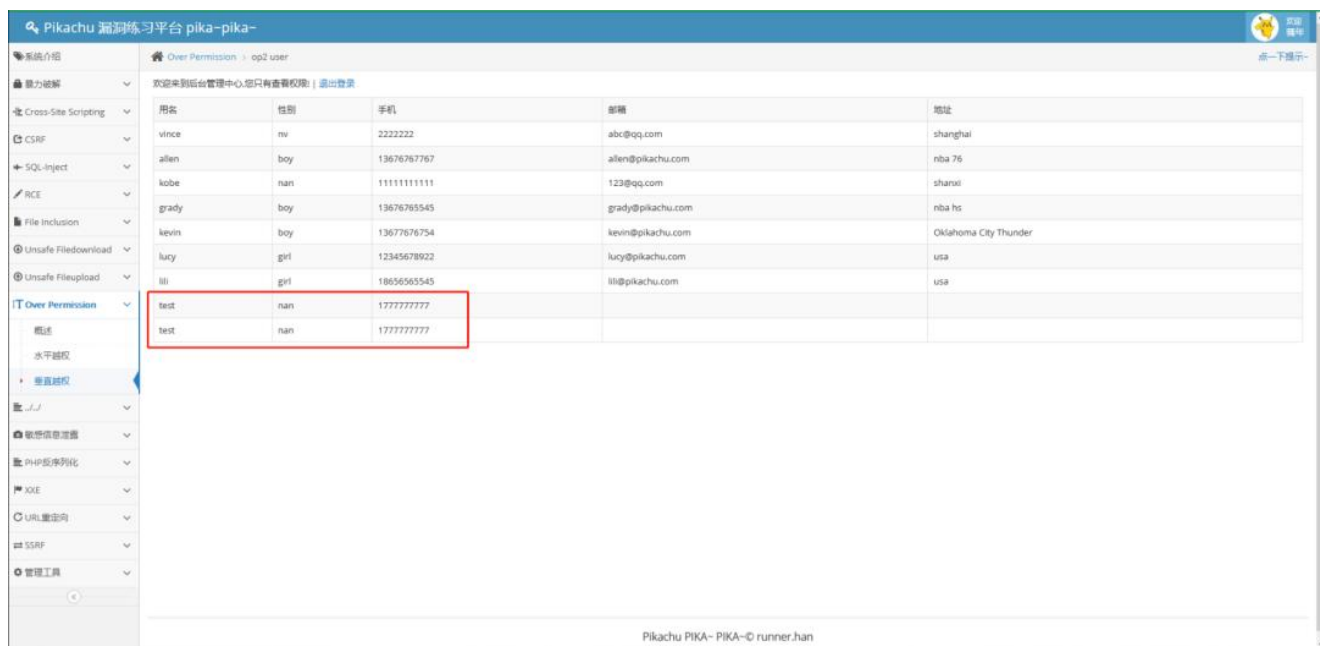 Pikachu 漏洞练习平台 pika~pika~
欢迎
骚年
系统介绍
暴力破解
Cross-Site Scripting
CSRF
SQL-Inject
RCE
File Inclusion
Unsafe Filedownload
Unsafe Fileupload
Over Permission
概述
水平越权
垂直越权
../../
敏感信息泄露
PHP反序列化
XXE
URL重定向
SSRF
管理工具
Over Permission > op2 user
点一下提示~
欢迎来到后台管理中心,您只有查看权限! | 退出登录
用名 性别 手机 邮箱 地址
vince nv 2222222 abc@qq.com shanghai
allen boy 13676767767 allen@pikachu.com nba 76
kobe nan 11111111111 123@qq.com shanxi
grady boy 13676765545 grady@pikachu.com nba hs
kevin boy 13677676754 kevin@pikachu.com Oklahoma City Thunder
lucy girl 12345678922 lucy@pikachu.com usa
lili girl 18656565545 lili@pikachu.com usa
test nan 1777777777
test nan 1777777777
Pikachu PIKA~ PIKA~© runner.han